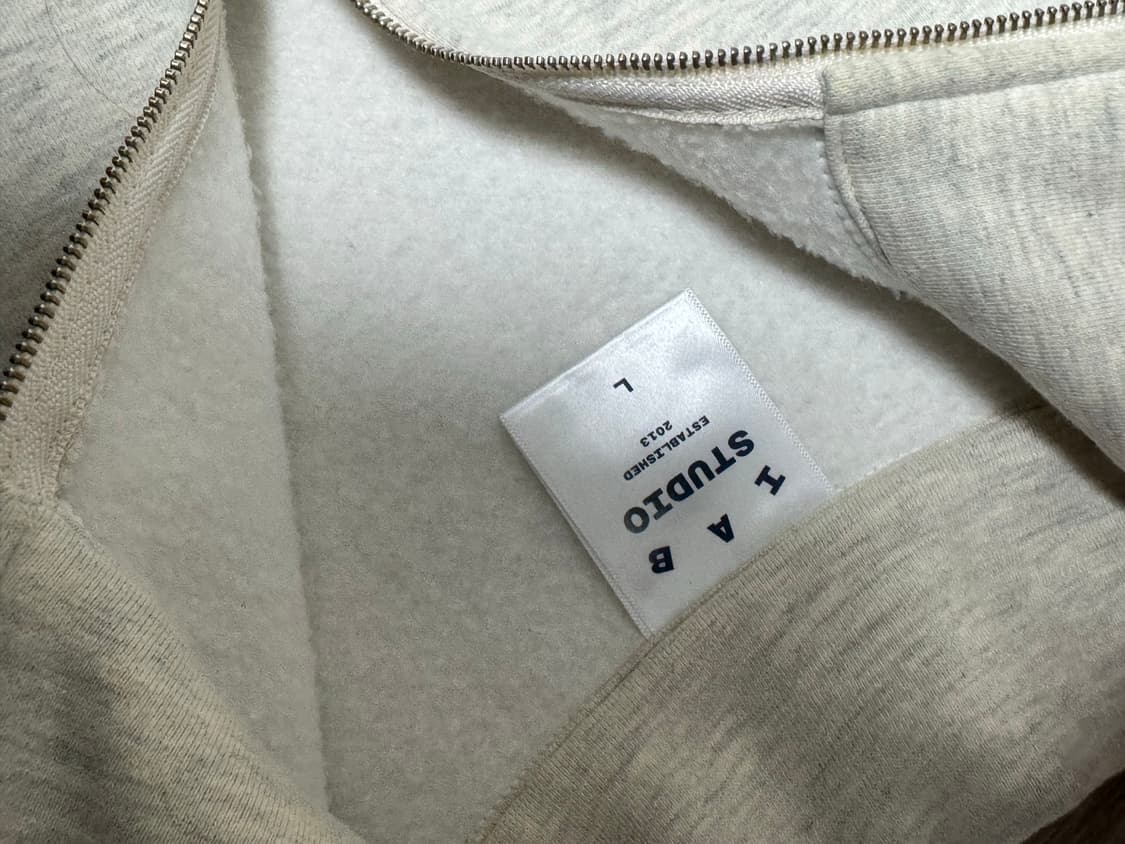 I A B
STUDIO
ESTABLISHED
2013
L